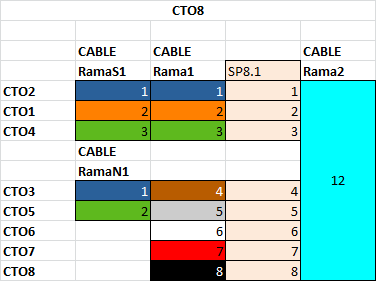 CTO8
CABLE CABLE CABLE
RamaS1 Rama1 SP8.1 Rama2
CTO2 1 1 1
CTO1 2 2 2
CTO4 3 3 3
CABLE
RamaN1
12
CTO3 1 4 4
CTO5 2 5 5
CTO6 6 6
CTO7 7 7
CTO8 8 8